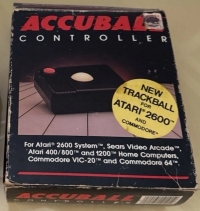 ACCUBALL
CONTROLLER
NEW
TRACKBALL
FOR
ATARI® 2600™
AND
COMMODORE™
For Atari® 2600 System™, Sears Video Arcade™,
Atari 400/800™ and 1200™ Home Computers,
Commodore VIC-20™ and Commodore 64™.